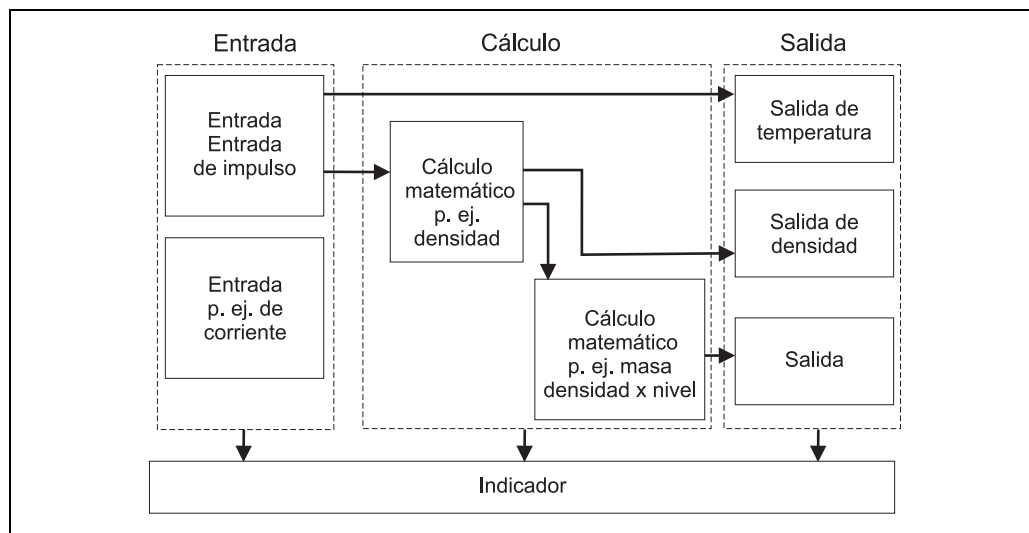 Entrada
Cálculo
Salida
Entrada
Entrada
de impulso
Salida de
temperatura
Cálculo
matemático
p. ej.
densidad
Salida de
densidad
Entrada
p. ej. de
corriente
Cálculo
matemático
p. ej. masa
densidad x nivel
Salida
Indicador